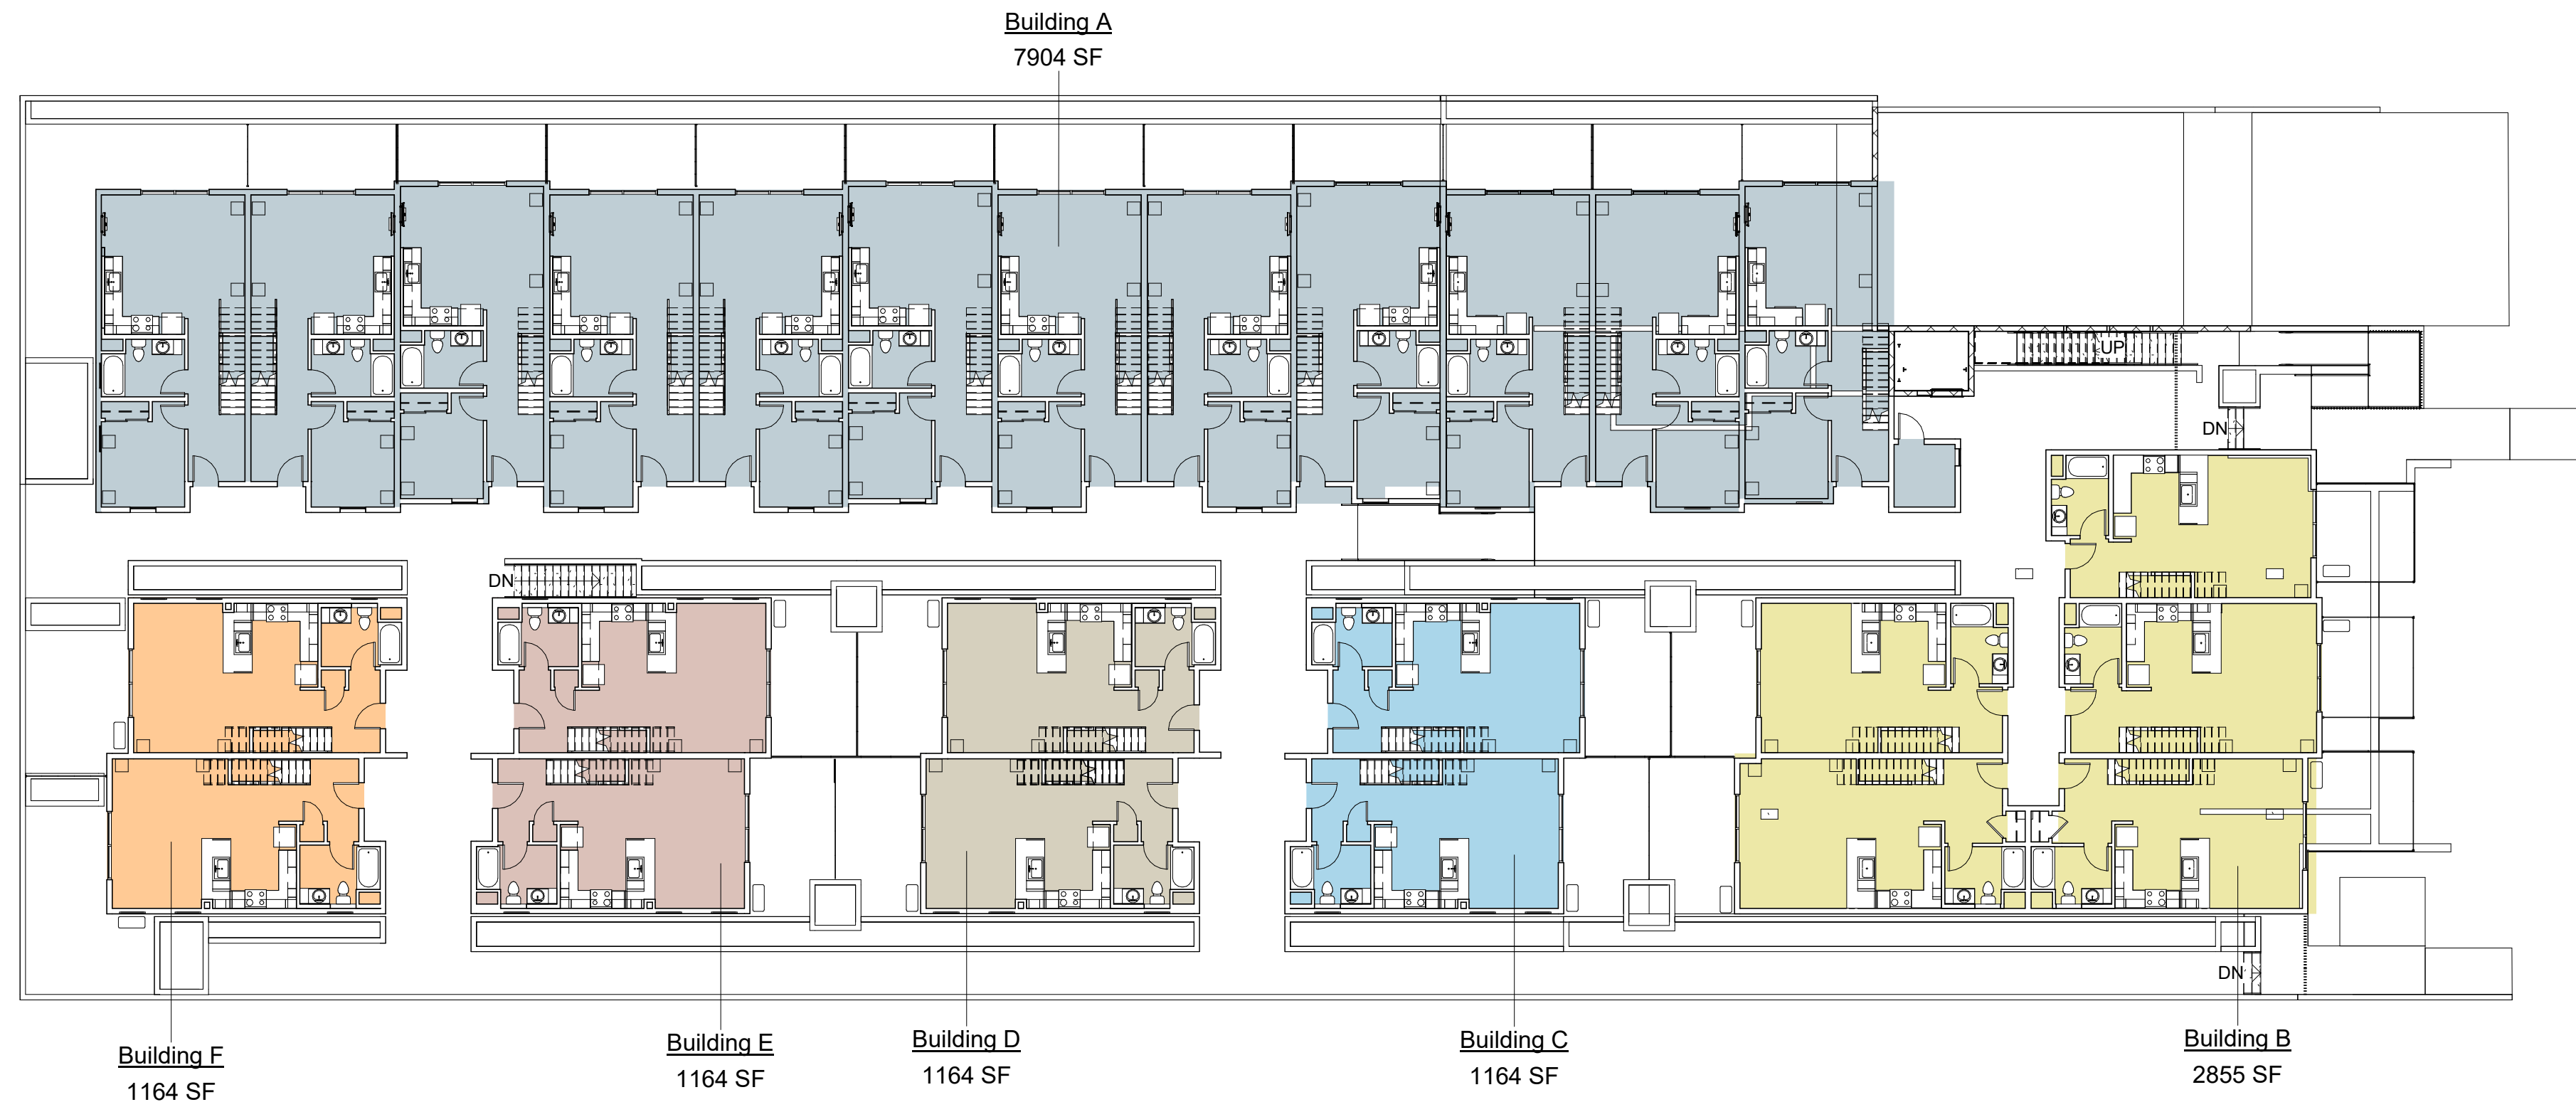 Building A
7904 SF
UP
DN
DN
DN
Building F
1164 SF
Building E
1164 SF
Building D
1164 SF
Building C
1164 SF
Building B
2855 SF